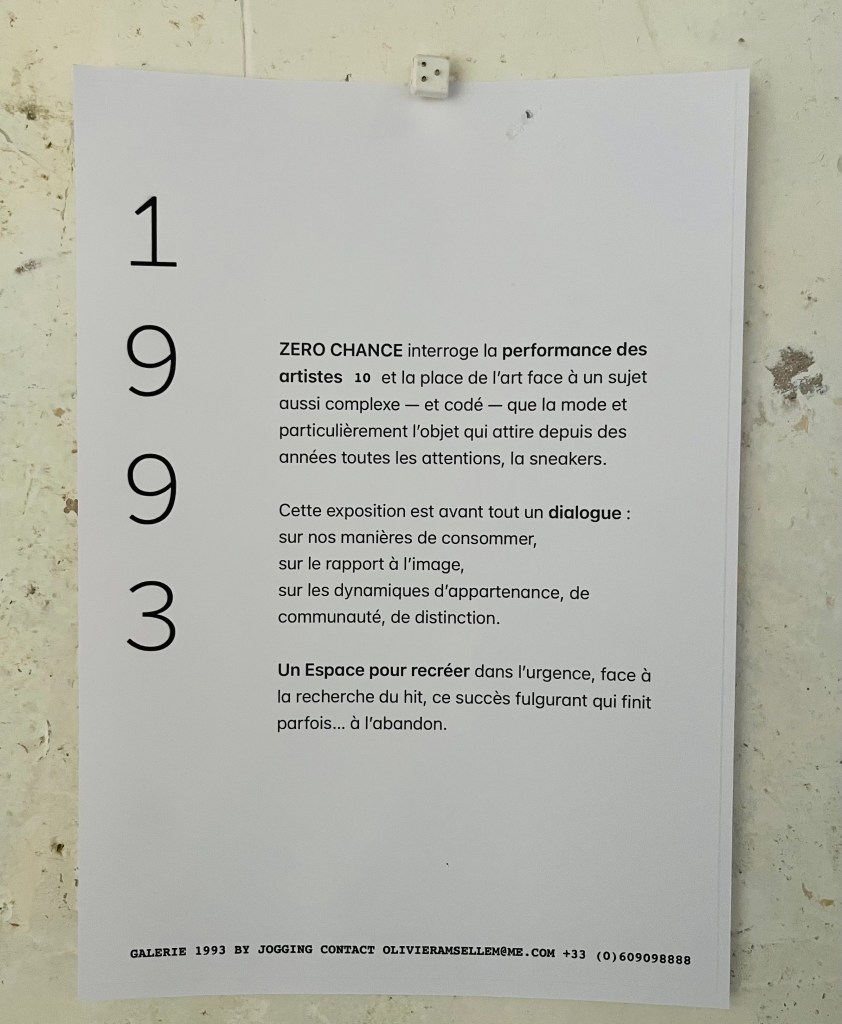 1
9
9
3
ZERO CHANCE interroge la performance des
artistes 10 et la place de l’art face à un sujet
aussi complexe — et codé — que la mode et
particulièrement l’objet qui attire depuis des
années toutes les attentions, la sneakers.
Cette exposition est avant tout un dialogue :
sur nos manières de consommer,
sur le rapport à l’image,
sur les dynamiques d’appartenance, de
communauté, de distinction.
Un Espace pour recréer dans l’urgence, face à
la recherche du hit, ce succès fulgurant qui finit
parfois... à l’abandon.
GALERIE 1993 BY JOGGING CONTACT OLIVIERAMSELLEM@ME.COM +33 (0)609098888